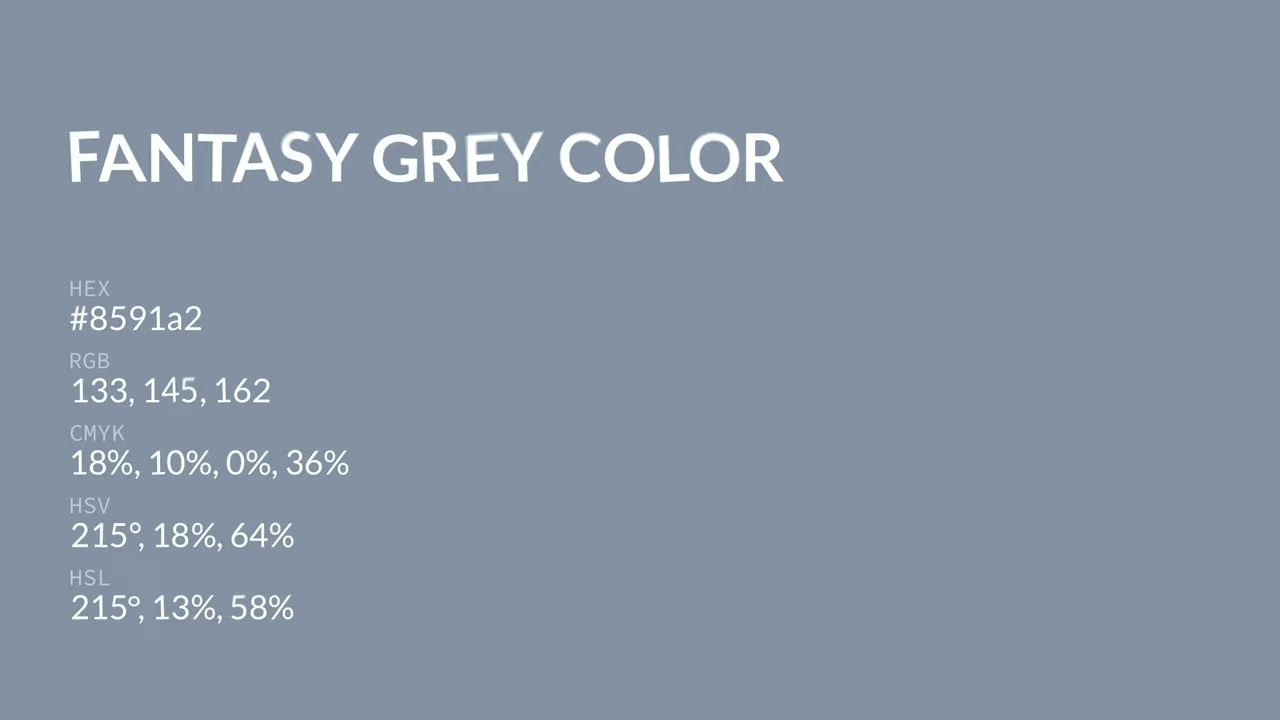 FANTASY GREY COLOR
HEX
#8591a2
RGB
133, 145, 162
CMYK
18%, 10%, 0%, 36%
HSV
215°, 18%, 64%
HSL
215°, 13%, 58%